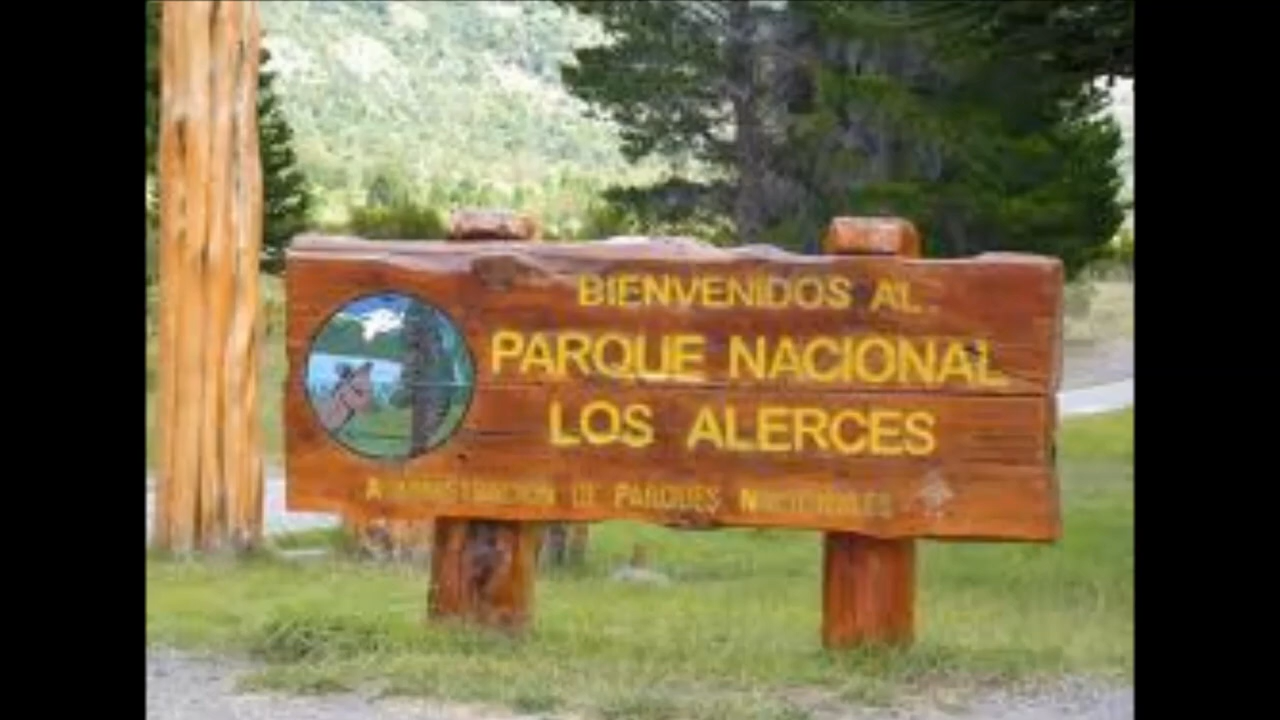 BIENVENIDOS AL
PARQUE NACIONAL
LOS ALERCES
ADMINISTRACION DE PARQUES NACIONALES